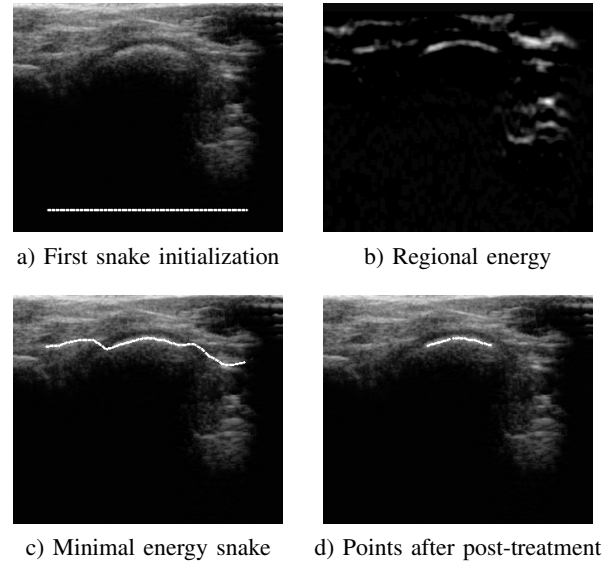 a) First snake initialization
b) Regional energy
c) Minimal energy snake
d) Points after post-treatment